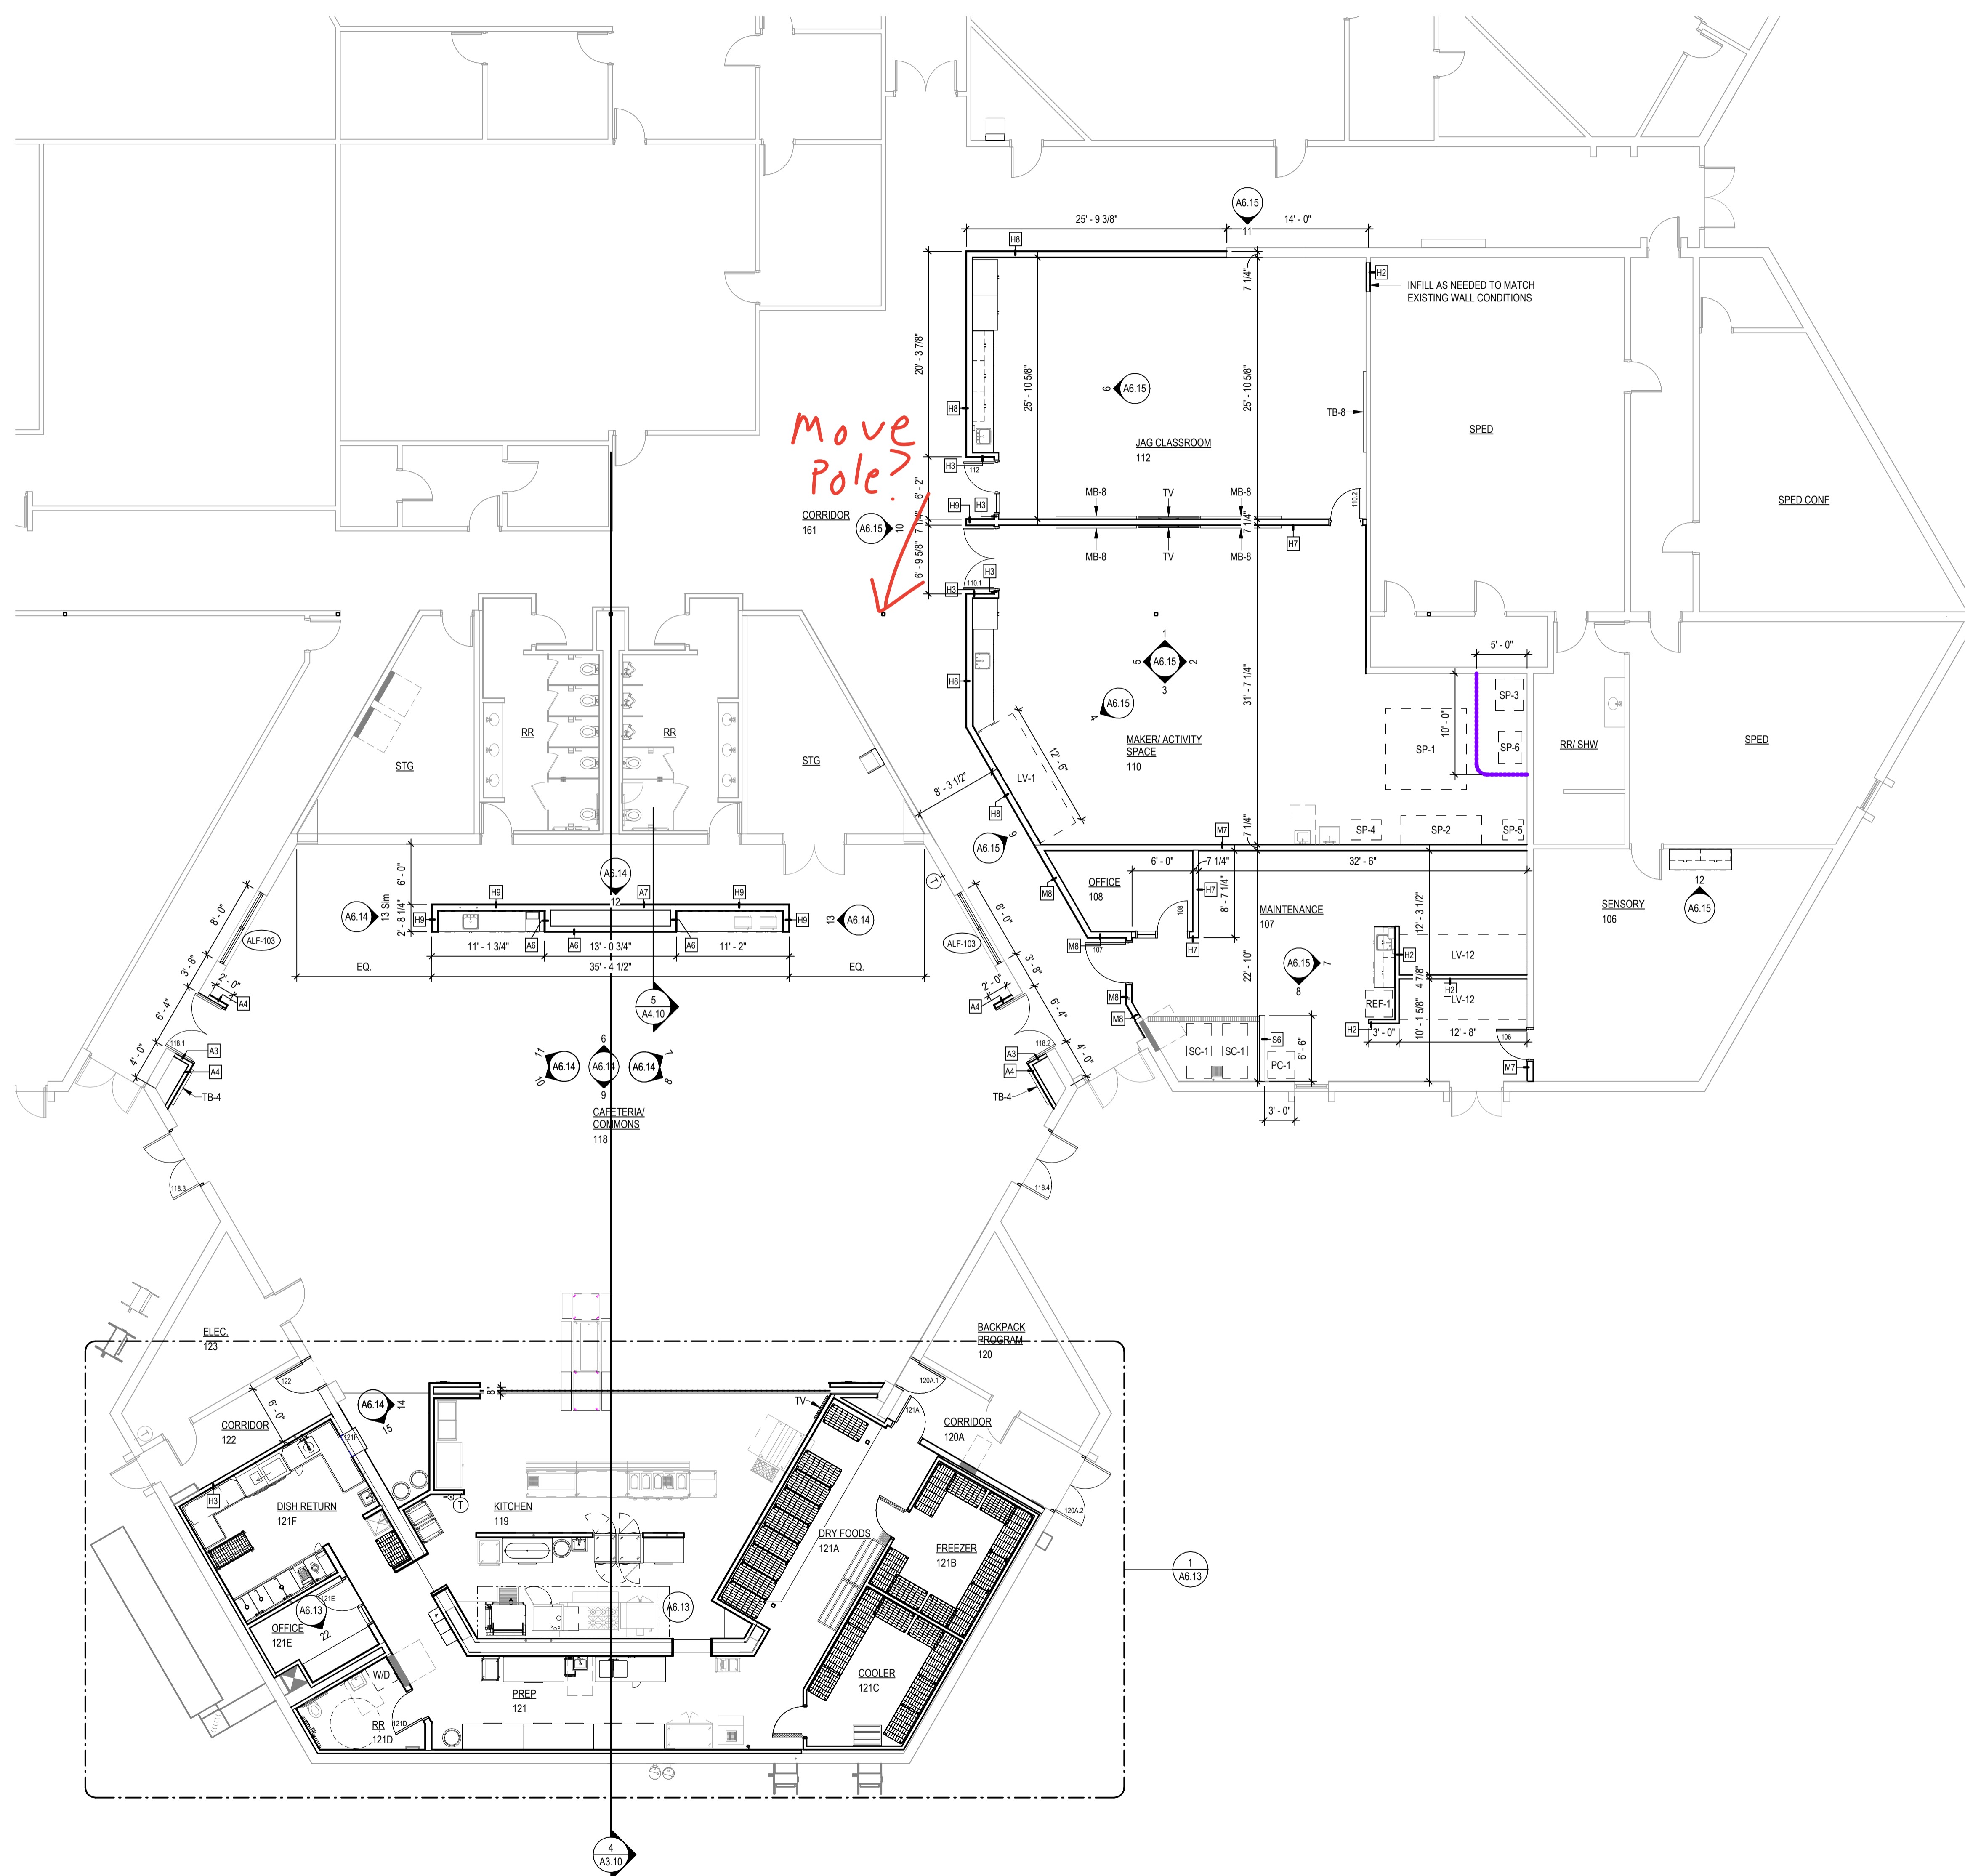 A6.15
11
25' - 9 3/8"
14' - 0"
H8
7 1/4"
H2
INFILL AS NEEDED TO MATCH
EXISTING WALL CONDITIONS
20' - 3 7/8"
25' - 10 5/8"
25' - 10 5/8"
6
A6.15
H8
TB-8
Move
Pole?
SPED
JAG CLASSROOM
112
H3
112
6' - 2"
MB-8
TV
MB-8
110.2
SPED CONF
CORRIDOR
161
A6.15
10
H9
H3
7 1/4"
7 1/4"
H7
MB-8
TV
MB-8
6' - 9 5/8"
H3
110.1
H3
1
5
A6.15
2
3
5' - 0"
H8
A6.15
4
31' - 7 1/4"
SP-3
10' - 0"
SP-1
SP-6
RR
RR
MAKER/ ACTIVITY
SPACE
110
RR/ SHW
SPED
STG
STG
12' - 6"
LV-1
8' - 3 1/2"
H8
7 1/4"
M7
SP-4
SP-2
SP-5
A6.15
9
6' - 0"
A6.14
12
6' - 0"
7 1/4"
32' - 6"
OFFICE
108
M8
H7
8' - 7 1/4"
T
12
A6.15
8' - 0"
13 Sim
A6.14
2' - 8 1/4"
H9
H9
A7
H9
H9
13
A6.14
8' - 0"
MAINTENANCE
107
108
12' - 3 1/2"
SENSORY
106
ALF-103
11' - 1 3/4"
A6
A6
13' - 0 3/4"
A6
11' - 2"
ALF-103
M8
107
H7
H2
LV-12
EQ.
35' - 4 1/2"
EQ.
3' - 8"
2' - 0"
A4
3' - 8"
2' - 0"
A4
A6.15
7
8
22' - 10"
4 7/8"
H2
LV-12
REF-1
6' - 4"
5
A4.10
6' - 4"
M8
M8
H2
3' - 0"
10' - 1 5/8"
12' - 8"
118.1
A3
A4
4' - 0"
TB-4
11
A6.14
10
6
A6.14
9
7
A6.14
8
118.2
A3
A4
4' - 0"
TB-4
SC-1
SC-1
S6
6' - 6"
PC-1
106
M7
3' - 0"
CAFETERIA/
COMMONS
118
118.3
118.4
ELEC.
123
BACKPACK
PROGRAM
120
122
8"
120A.1
6' - 0"
A6.14
14
15
TV
121A
CORRIDOR
122
CORRIDOR
120A
T
121F
H3
DISH RETURN
121F
T
KITCHEN
119
120A.2
DRY FOODS
121A
FREEZER
121B
1
A6.13
121E
A6.13
22
OFFICE
121E
A6.13
W/D
COOLER
121C
PREP
121
RR
121D
121D
4
A3.10